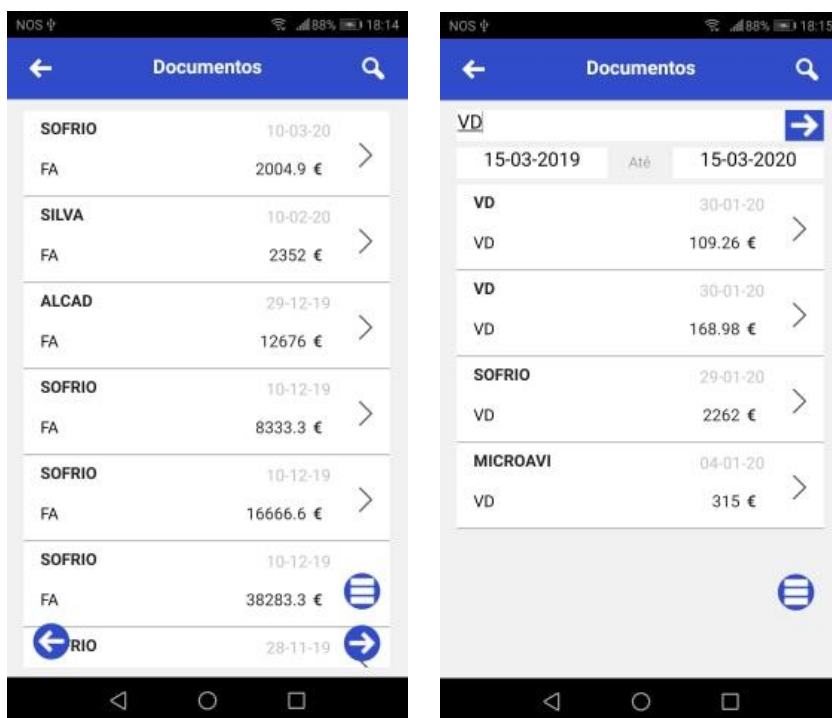 NOS 88% 18:14
Documentos
SOFRIO 10-03-20
FA 2004.9 €
SILVA 10-02-20
FA 2352 €
ALCAD 29-12-19
FA 12676 €
SOFRIO 10-12-19
FA 8333.3 €
SOFRIO 10-12-19
FA 16666.6 €
SOFRIO 10-12-19
FA 38283.3 €
RIO 28-11-19
NOS 88% 18:15
Documentos
VD
15-03-2019 Até 15-03-2020
VD 30-01-20
VD 109.26 €
VD 30-01-20
VD 168.98 €
SOFRIO 29-01-20
VD 2262 €
MICROAVI 04-01-20
VD 315 €